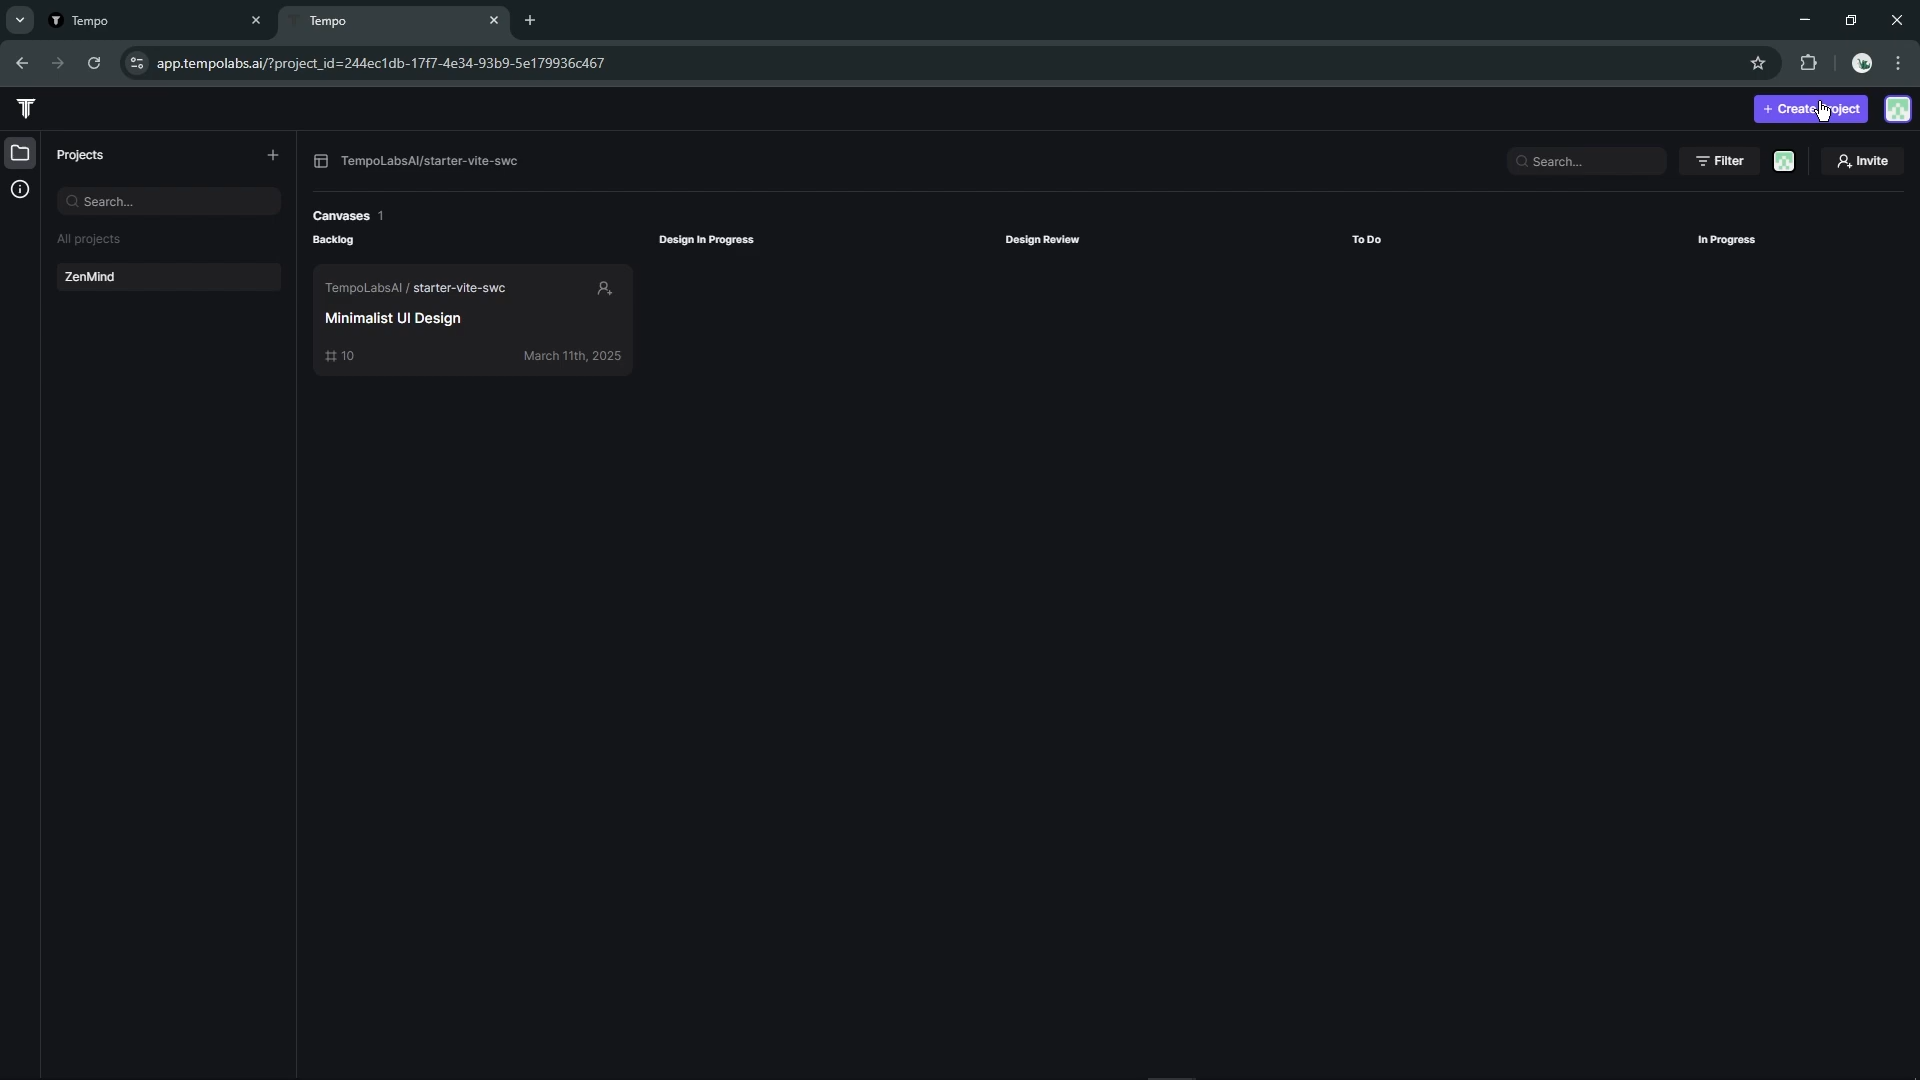 Tempo
Tempo
app.tempolabs.ai/?project_id=244ec1db-17f7-4e34-93b9-5e179936c467
Projects
Search...
All projects
ZenMind
TempoLabsAI/starter-vite-swc
Search...
Filter
Invite
Canvases 1
Backlog
Design In Progress
Design Review
To Do
In Progress
TempoLabsAI / starter-vite-swc
Minimalist UI Design
10
March 11th, 2025
+ Create Project